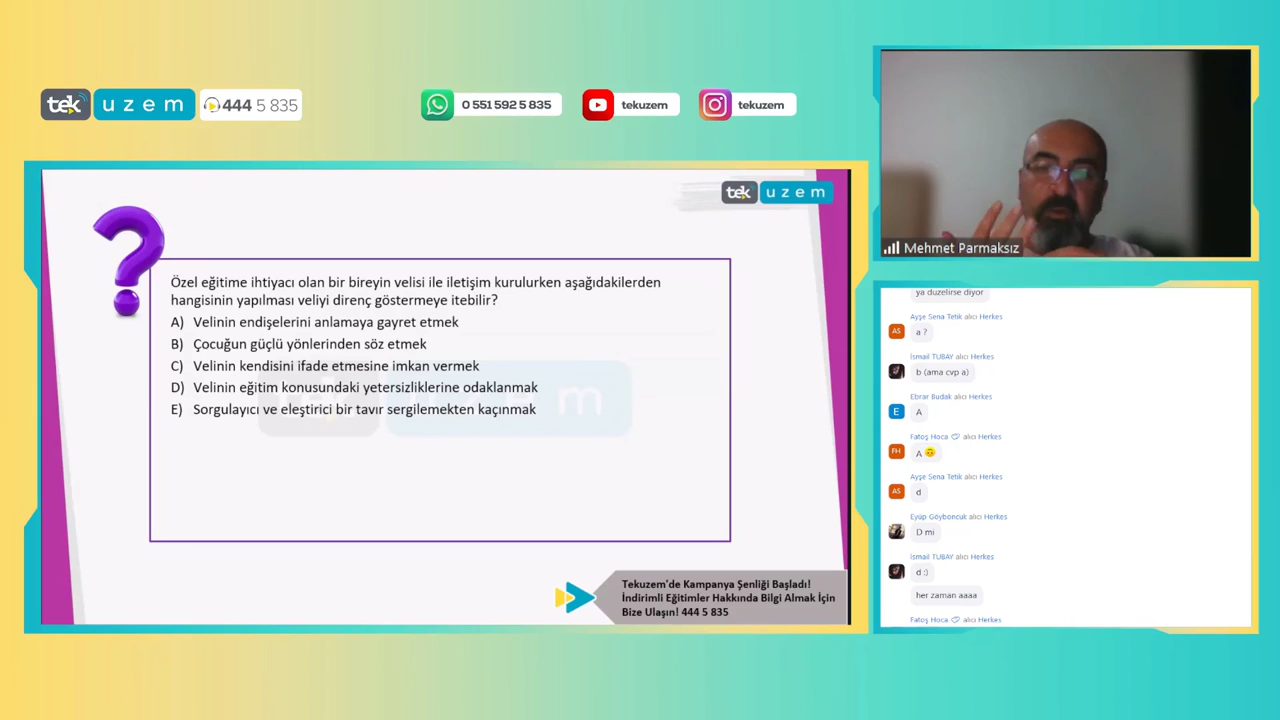 tek uzem 444 5 835
0 551 592 5 835
tekuzem
tekuzem
tek uzem
Özel eğitime ihtiyacı olan bir bireyin velisi ile iletişim kurulurken aşağıdakilerden
hangisinin yapılması veliyi direnç göstermeye itebilir?
A) Velinin endişelerini anlamaya gayret etmek
B) Çocuğun güçlü yönlerinden söz etmek
C) Velinin kendisini ifade etmesine imkan vermek
D) Velinin eğitim konusundaki yetersizliklerine odaklanmak
E) Sorgulayıcı ve eleştirici bir tavır sergilemekten kaçınmak
Tekuzem'de Kampanya Şenliği Başladı!
İndirimli Eğitimler Hakkında Bilgi Almak İçin
Bize Ulaşın! 444 5 835
Mehmet Parmaksız
ya duzelirse diyor
Ayşe Sena Tetik alıcı Herkes
AS a ?
İsmail TUBAY alıcı Herkes
b (ama cvp a)
Ebrar Budak alıcı Herkes
E A
Fatoş Hoca alıcı Herkes
FH A 🙃
Ayşe Sena Tetik alıcı Herkes
AS d
Eyüp Göyboncuk alıcı Herkes
D mi
İsmail TUBAY alıcı Herkes
d :)
her zaman aaaa
Fatoş Hoca alıcı Herkes